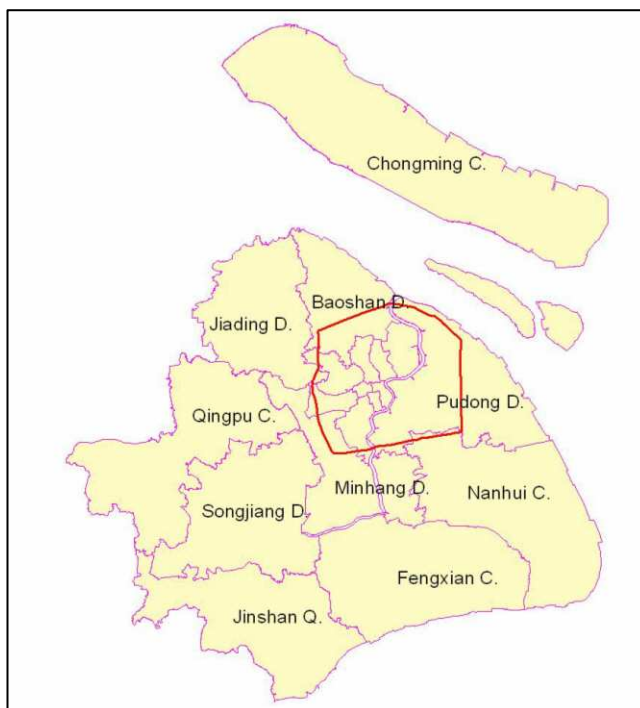 Chongming C.
Baoshan D.
Jiading D.
Pudong D.
Qingpu C.
Minhang D.
Nanhui C.
Songjiang D.
Fengxian C.
Jinshan Q.